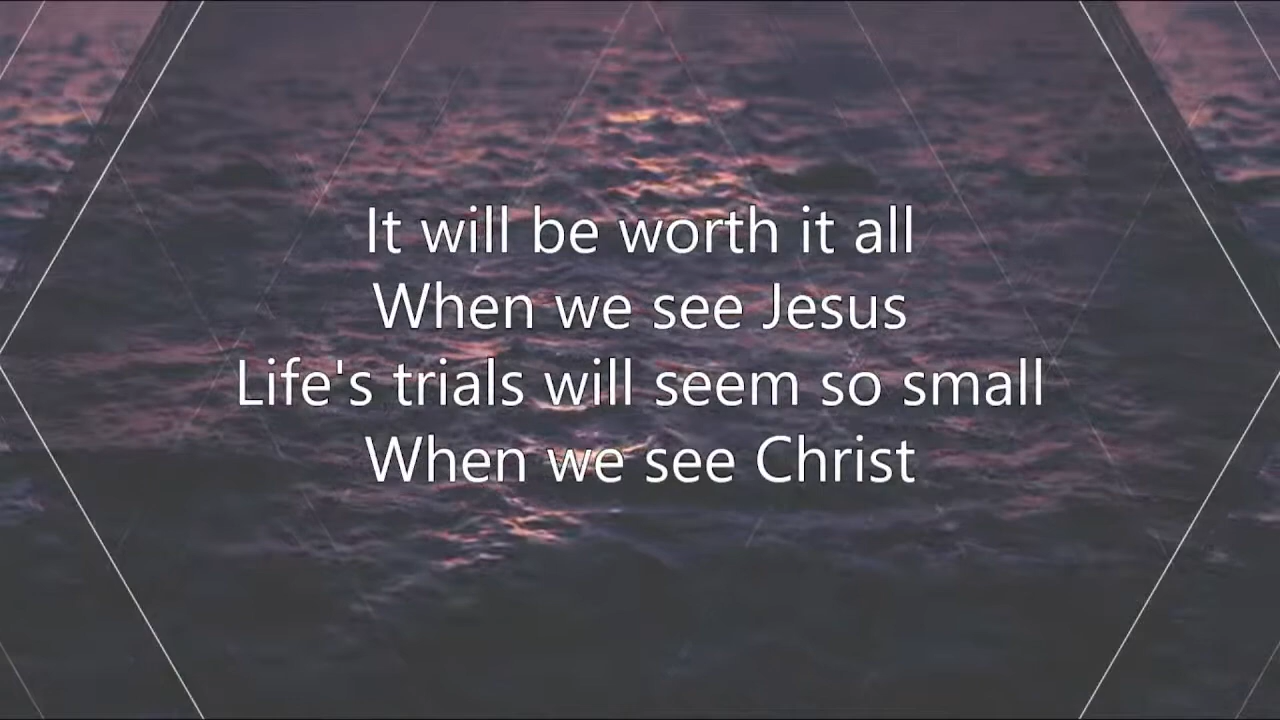 It will be worth it all
When we see Jesus
Life's trials will seem so small
When we see Christ